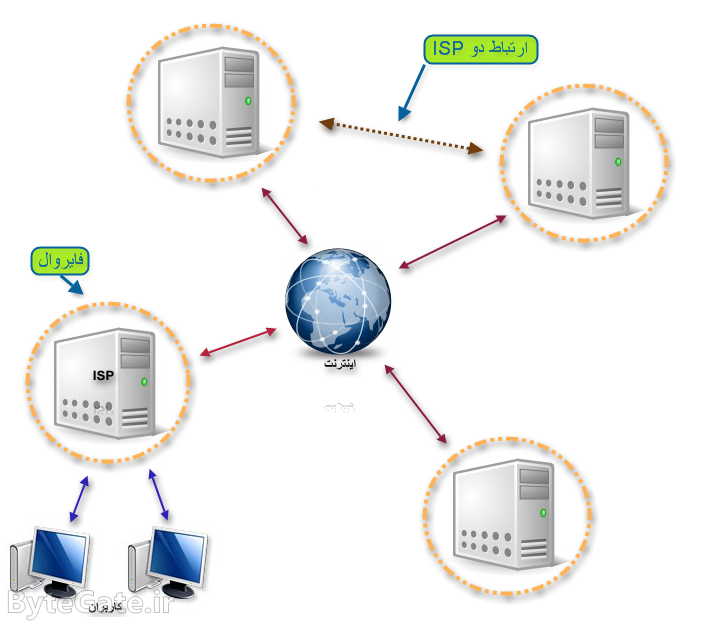 ارتباط دو ISP
فایروال
اینترنت
ISP
کاربران
ByteGate.ir